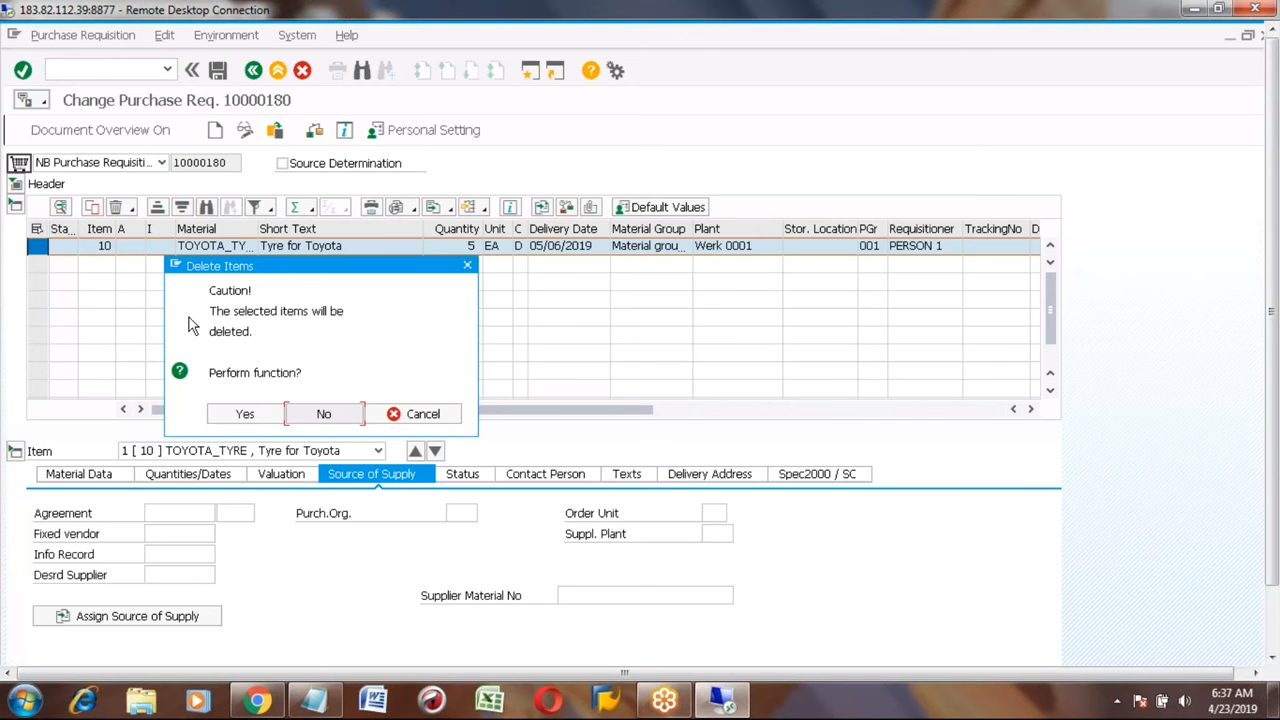 183.82.112.39:8877 - Remote Desktop Connection
Purchase Requisition Edit Environment System Help
Change Purchase Req. 10000180
Document Overview On Personal Setting
NB Purchase Requisiti... 10000180 Source Determination
Header
Default Values
Sta... Item A I Material Short Text Quantity Unit C Delivery Date Material Group Plant Stor. Location PGr Requisitioner TrackingNo D
10 TOYOTA_TY... Tyre for Toyota 5 EA D 05/06/2019 Material grou... Werk 0001 001 PERSON 1
Delete Items
Caution!
The selected items will be
deleted.
Perform function?
Yes No Cancel
Item 1 [ 10 ] TOYOTA_TYRE , Tyre for Toyota
Material Data Quantities/Dates Valuation Source of Supply Status Contact Person Texts Delivery Address Spec2000 / SC
Agreement Purch.Org. Order Unit
Fixed vendor Suppl. Plant
Info Record
Desrd Supplier
Supplier Material No
Assign Source of Supply
6:37 AM
4/23/2019